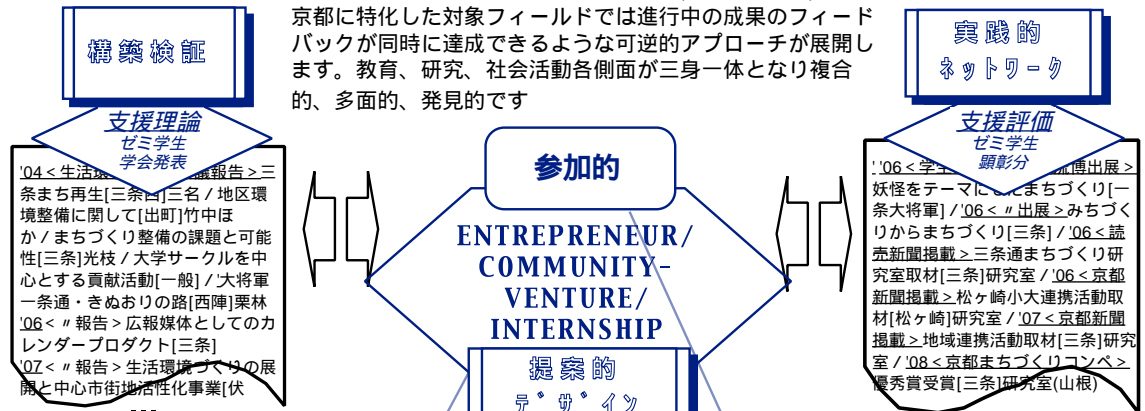 京都に特化した対象フィールドでは進行中の成果のフィード
バックが同時に達成できるような可逆的アプローチが展開し
ます。教育、研究、社会活動各側面が三身一体となり複合
的、多面的、発見的です
構築検証
支援理論
ゼミ学生
学会発表
'04＜生活環 議報告＞三
条まち再生[三条西]三名 / 地区環
境整備に関して[出町]竹中ほ
か / まちづくり整備の課題と可能
性[三条]光枝 / 大学サークルを中
心とする貢献活動[一般] / '大将軍
一条通・きぬおりの路[西陣]栗林
'06＜〃報告＞広報媒体としてのカ
レンダープロダクト[三条]
'07＜〃報告＞生活環境づくりの展
開と中心市街地活性化事業[伏
参加的
ENTREPRENEUR/
COMMUNITY-
VENTURE/
INTERNSHIP
提案的
デザイン
実践的
ネットワーク
支援評価
ゼミ学生
顕彰分
'06＜学生 博出展＞
妖怪をテーマに まちづくり[一
条大将軍] / '06＜〃出展＞みちづく
りからまちづくり[三条] / '06＜読
売新聞掲載＞三条通まちづくり研
究室取材[三条]研究室 / '06＜京都
新聞掲載＞松ヶ崎小大連携活動取
材[松ヶ崎]研究室 / '07＜京都新聞
掲載＞地域連携活動取材[三条]研究
室 / '08＜京都まちづくりコンペ＞
優秀賞受賞[三条]研究室(山根)